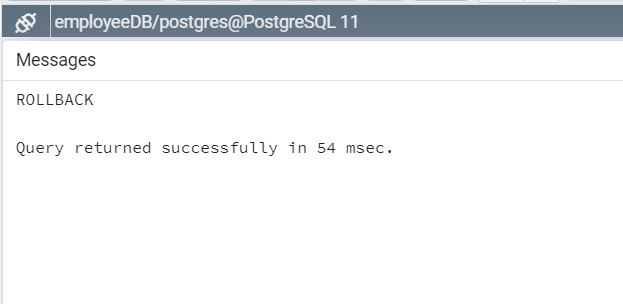 employeeDB/postgres@PostgreSQL 11
Messages
ROLLBACK
Query returned successfully in 54 msec.